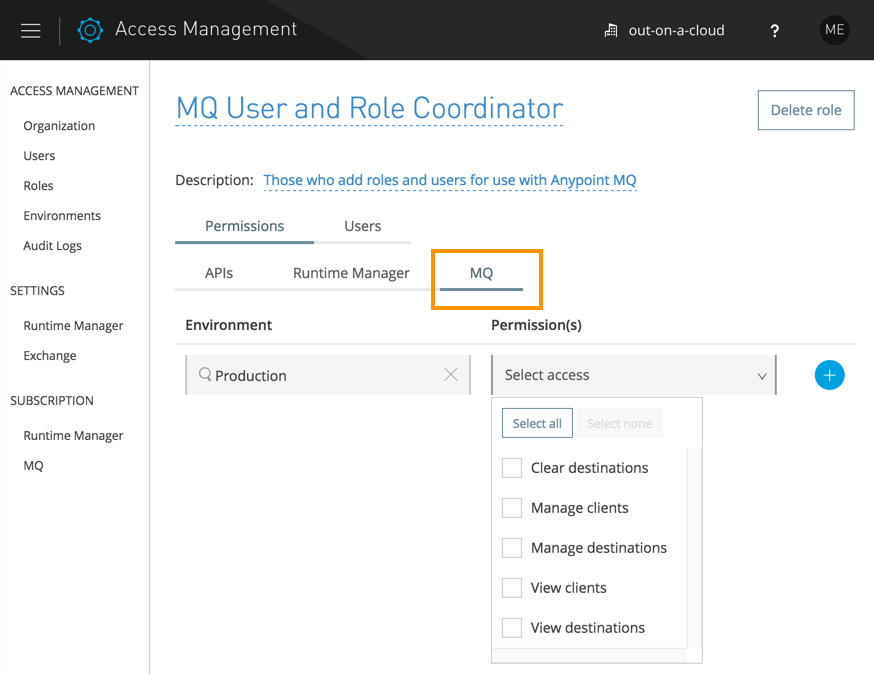 Access Management
out-on-a-cloud
?
ME
ACCESS MANAGEMENT
Organization
Users
Roles
Environments
Audit Logs
SETTINGS
Runtime Manager
Exchange
SUBSCRIPTION
Runtime Manager
MQ
MQ User and Role Coordinator
Delete role
Description: Those who add roles and users for use with Anypoint MQ
Permissions Users
APIs Runtime Manager MQ
Environment Permission(s)
Production Select access
Select all Select none
Clear destinations
Manage clients
Manage destinations
View clients
View destinations